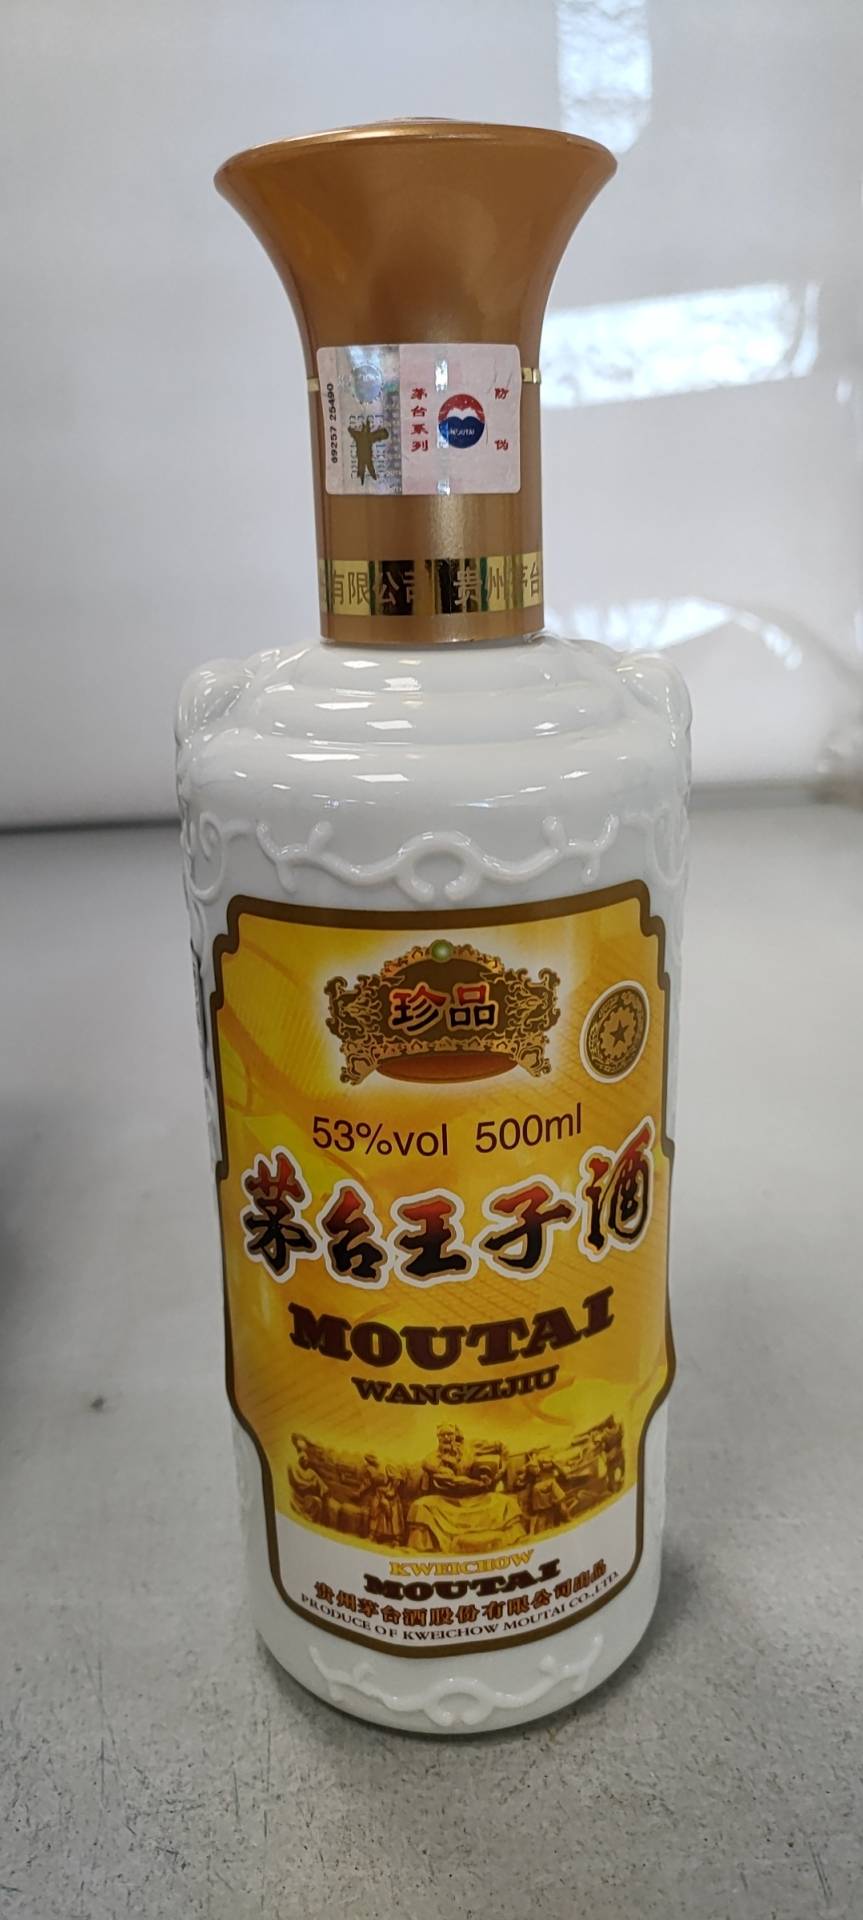 69257 25490
茅台系列
MOUTAI
防伪
有限公司 贵州茅台
珍品
53%vol 500ml
茅台王子酒
MOUTAI
WANGZIJIU
KWEICHOW
MOUTAI
贵州茅台酒股份有限公司出品
PRODUCE OF KWEICHOW MOUTAI CO.,LTD.